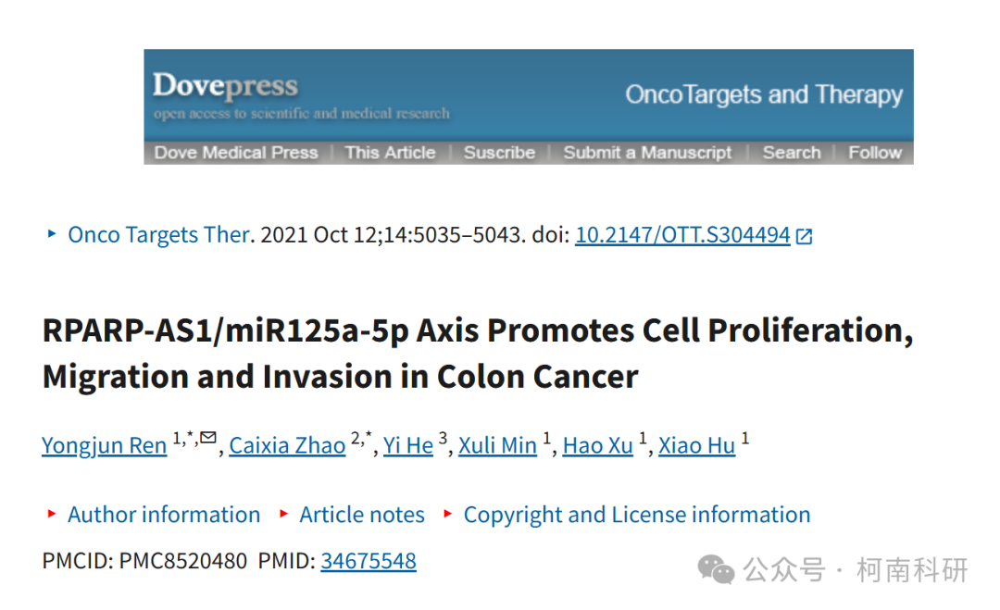 Dovepress
open access to scientific and medical research
OncoTargets and Therapy
Dove Medical Press | This Article | Suscribe | Submit a Manuscript | Search | Follow
Onco Targets Ther. 2021 Oct 12;14:5035–5043. doi: 10.2147/OTT.S304494
RPARP-AS1/miR125a-5p Axis Promotes Cell Proliferation,
Migration and Invasion in Colon Cancer
Yongjun Ren 1,*,✉, Caixia Zhao 2,*, Yi He 3, Xuli Min 1, Hao Xu 1, Xiao Hu 1
Author information Article notes Copyright and License information
PMCID: PMC8520480 PMID: 34675548
公众号 · 柯南科研